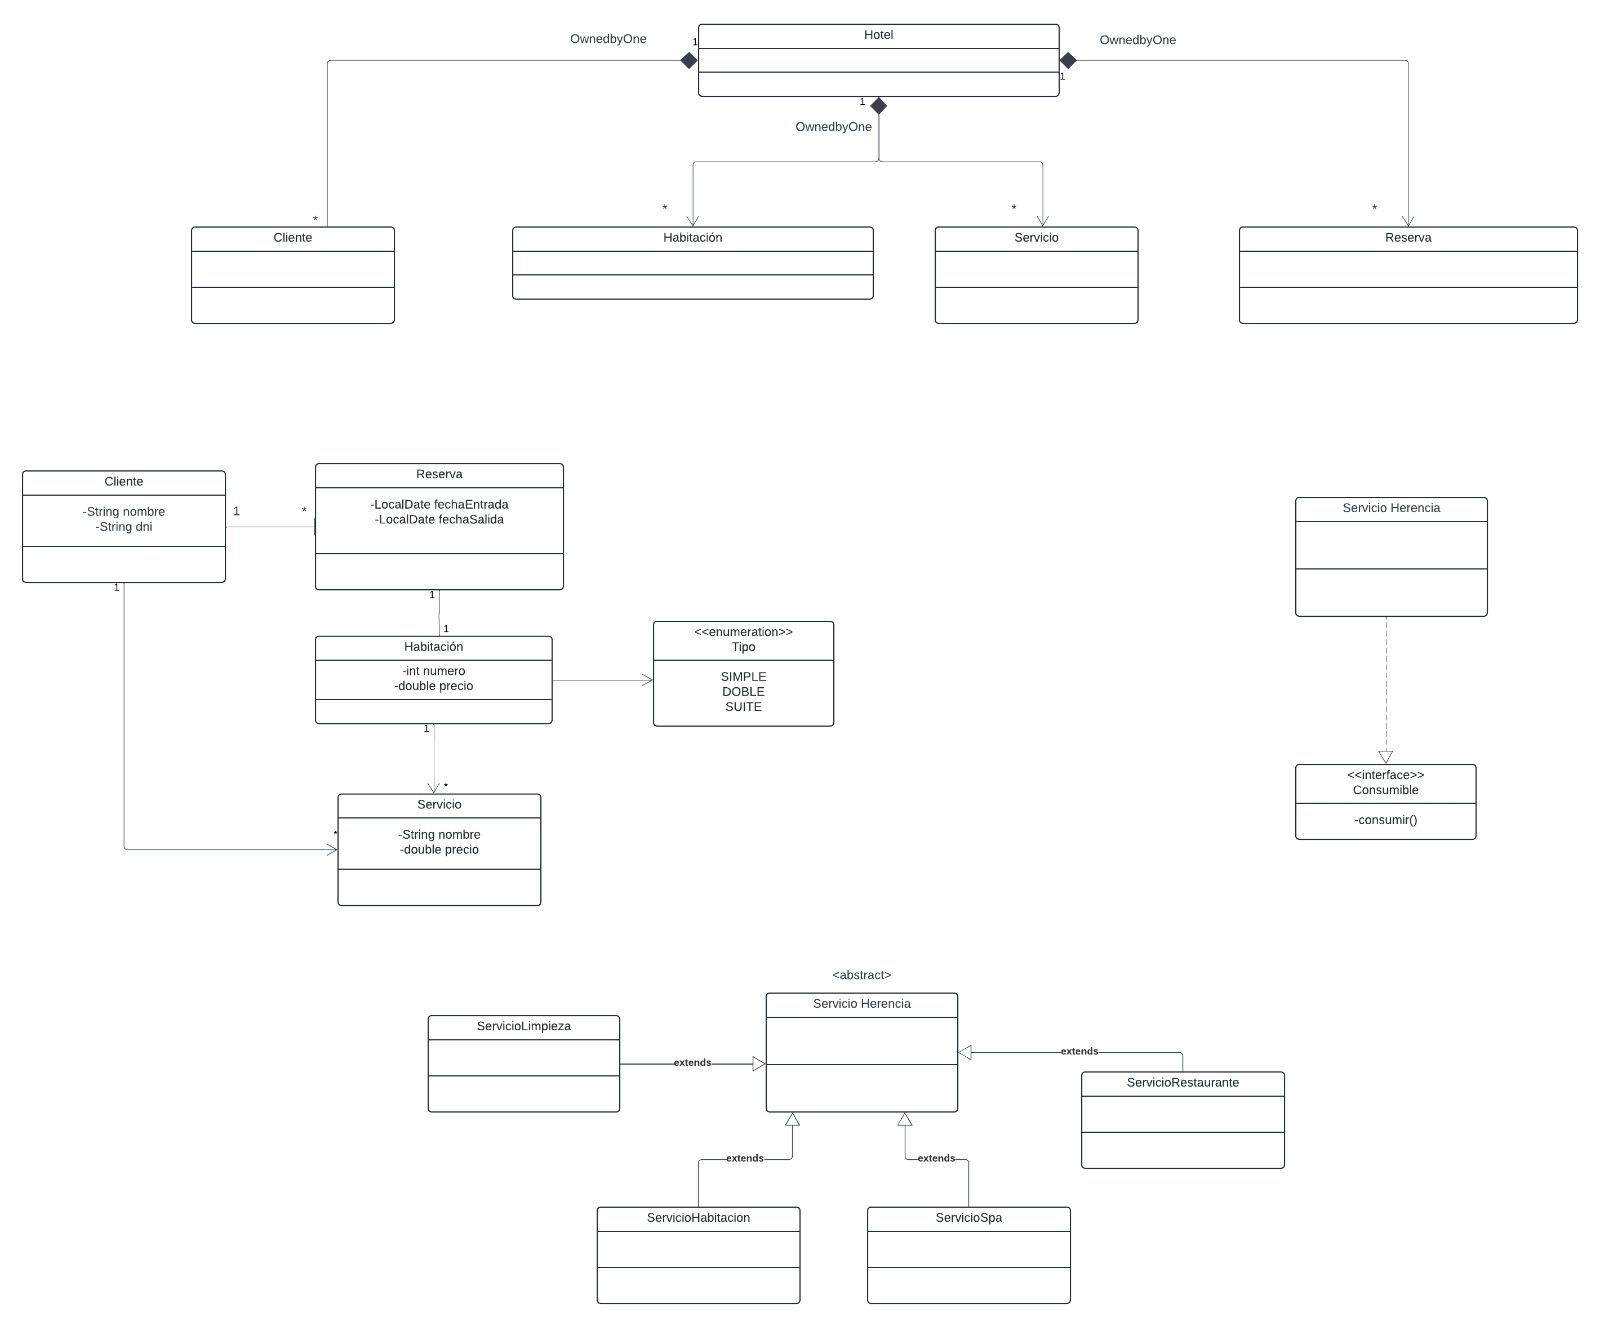 Hotel
OwnedbyOne
1
OwnedbyOne
1
1
OwnedbyOne
*
*
*
*
Cliente
Habitación
Servicio
Reserva
Cliente
-String nombre
-String dni
1
*
Reserva
-LocalDate fechaEntrada
-LocalDate fechaSalida
1
1
1
Habitación
-int numero
-double precio
<<enumeration>>
Tipo
SIMPLE
DOBLE
SUITE
1
*
*
Servicio
-String nombre
-double precio
Servicio Herencia
<<interface>>
Consumible
-consumir()
<abstract>
Servicio Herencia
ServicioLimpieza
extends
extends
ServicioRestaurante
extends
extends
ServicioHabitacion
ServicioSpa